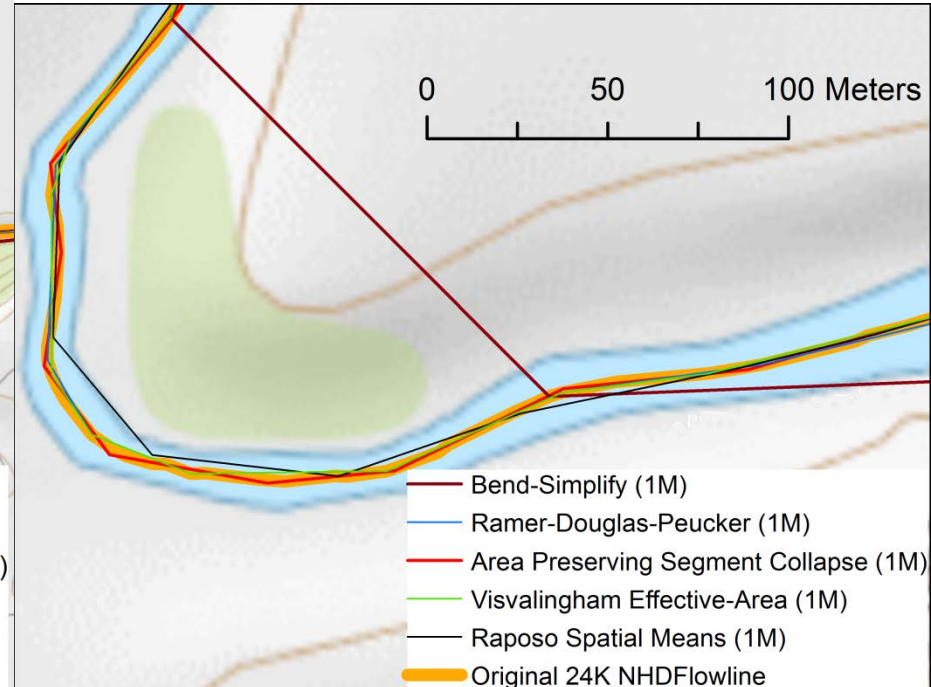 0 50 100 Meters
Bend-Simplify (1M)
Ramer-Douglas-Peucker (1M)
Area Preserving Segment Collapse (1M)
Visvalingham Effective-Area (1M)
Raposo Spatial Means (1M)
Original 24K NHDFlowline
)